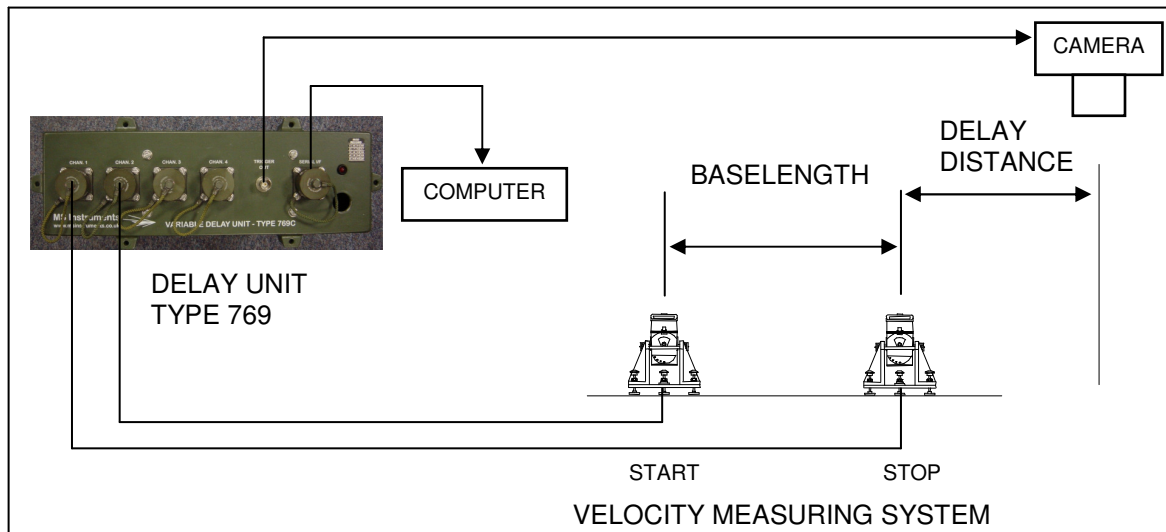 CAMERA
DELAY
DISTANCE
BASELENGTH
COMPUTER
CHAN. 1
CHAN. 2
CHAN. 3
CHAN. 4
TRIGGER
OUT
SERIAL I/F
VARIABLE DELAY UNIT - TYPE 769C
DELAY UNIT
TYPE 769
START
STOP
VELOCITY MEASURING SYSTEM